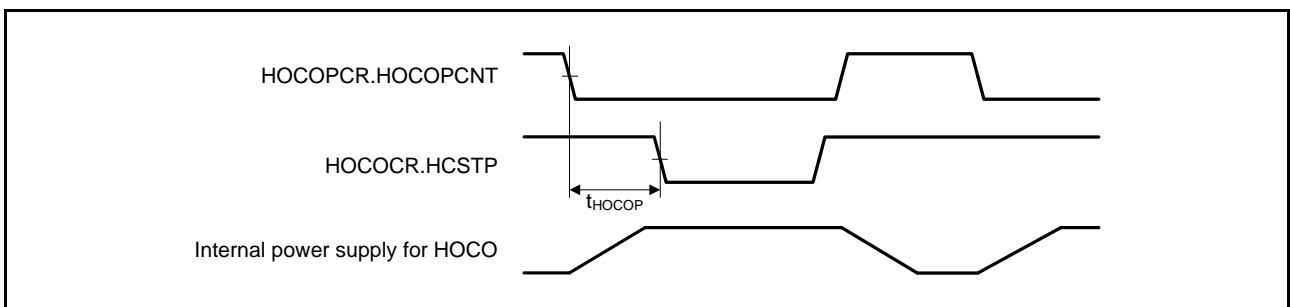 HOCOPCR.HOCOPCNT
HOCOCR.HCSTP
tHOCOP
Internal power supply for HOCO